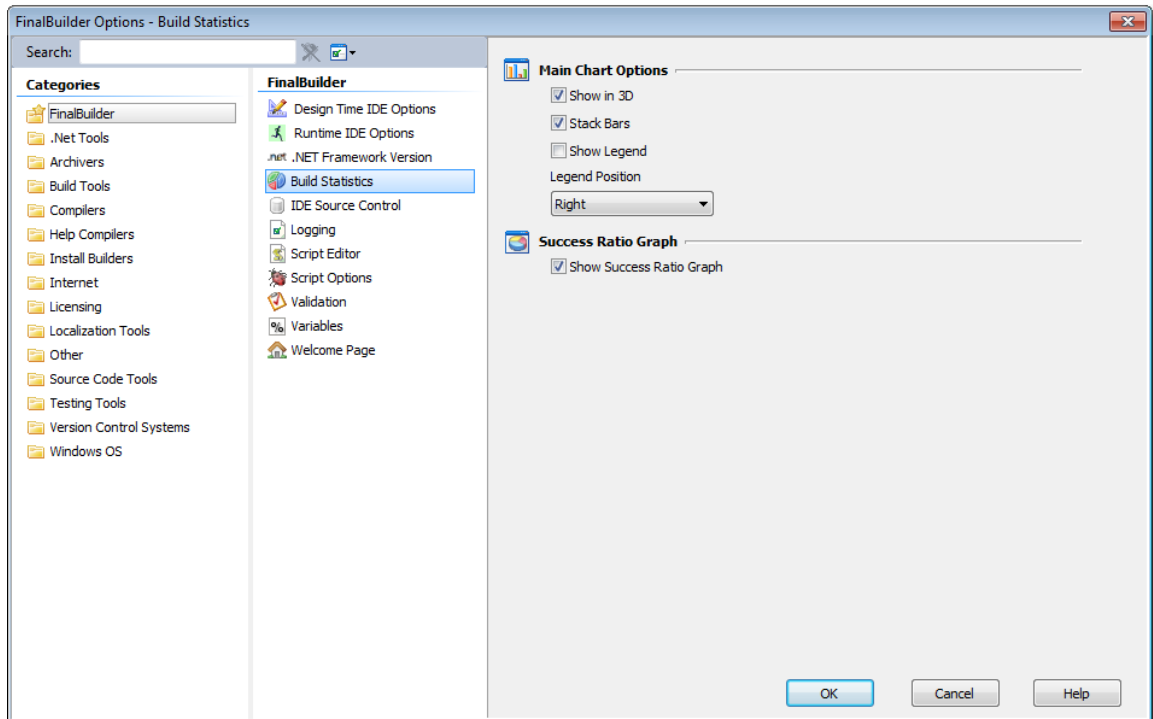 FinalBuilder Options - Build Statistics
Search:
Categories
FinalBuilder
.Net Tools
Archivers
Build Tools
Compilers
Help Compilers
Install Builders
Internet
Licensing
Localization Tools
Other
Source Code Tools
Testing Tools
Version Control Systems
Windows OS
FinalBuilder
Design Time IDE Options
Runtime IDE Options
.net .NET Framework Version
Build Statistics
IDE Source Control
Logging
Script Editor
Script Options
Validation
% Variables
Welcome Page
Main Chart Options
Show in 3D
Stack Bars
Show Legend
Legend Position
Right
Success Ratio Graph
Show Success Ratio Graph
OK
Cancel
Help